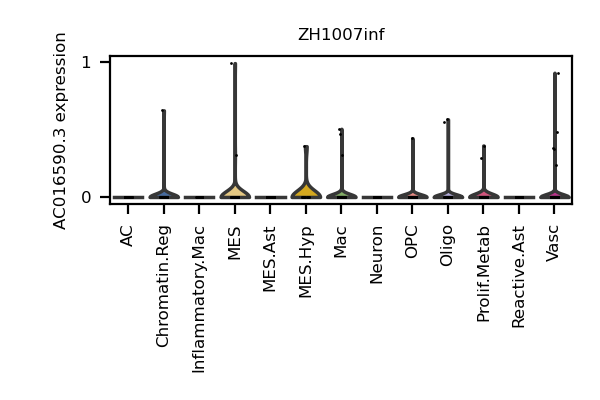 ZH1007inf
AC016590.3 expression
1
0
AC
Chromatin.Reg
Inflammatory.Mac
MES
MES.Ast
MES.Hyp
Mac
Neuron
OPC
Oligo
Prolif.Metab
Reactive.Ast
Vasc